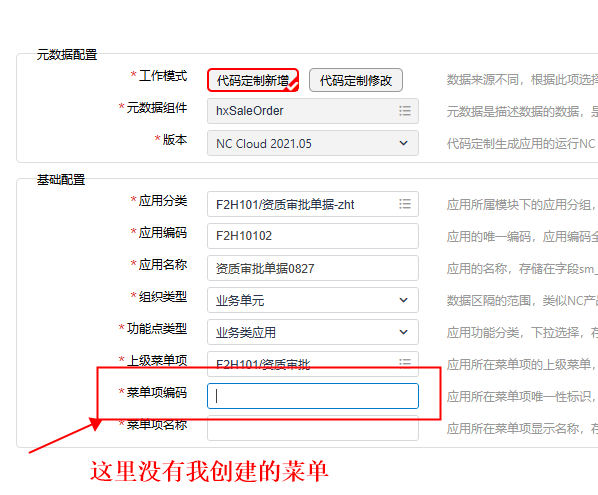 元数据配置
*工作模式 代码定制新增 代码定制修改 数据来源不同，根据此项选择
*元数据组件 hxSaleOrder 元数据是描述数据的数据，是
*版本 NC Cloud 2021.05 代码定制生成应用的运行NC
基础配置
*应用分类 F2H101/资质审批单据-zht 应用所属模块下的应用分组，
*应用编码 F2H10102 应用的唯一编码，应用编码全
*应用名称 资质审批单据0827 应用的名称，存储在字段sm_
*组织类型 业务单元 数据区隔的范围，类似NC产品
*功能点类型 业务类应用 应用功能分类，下拉选择，存
*上级菜单项 F2H101/资质审批 应用所在菜单项的上级菜单，
*菜单项编码 应用所在菜单项唯一性标识，
*菜单项名称 应用所在菜单项显示名称，存
这里没有我创建的菜单